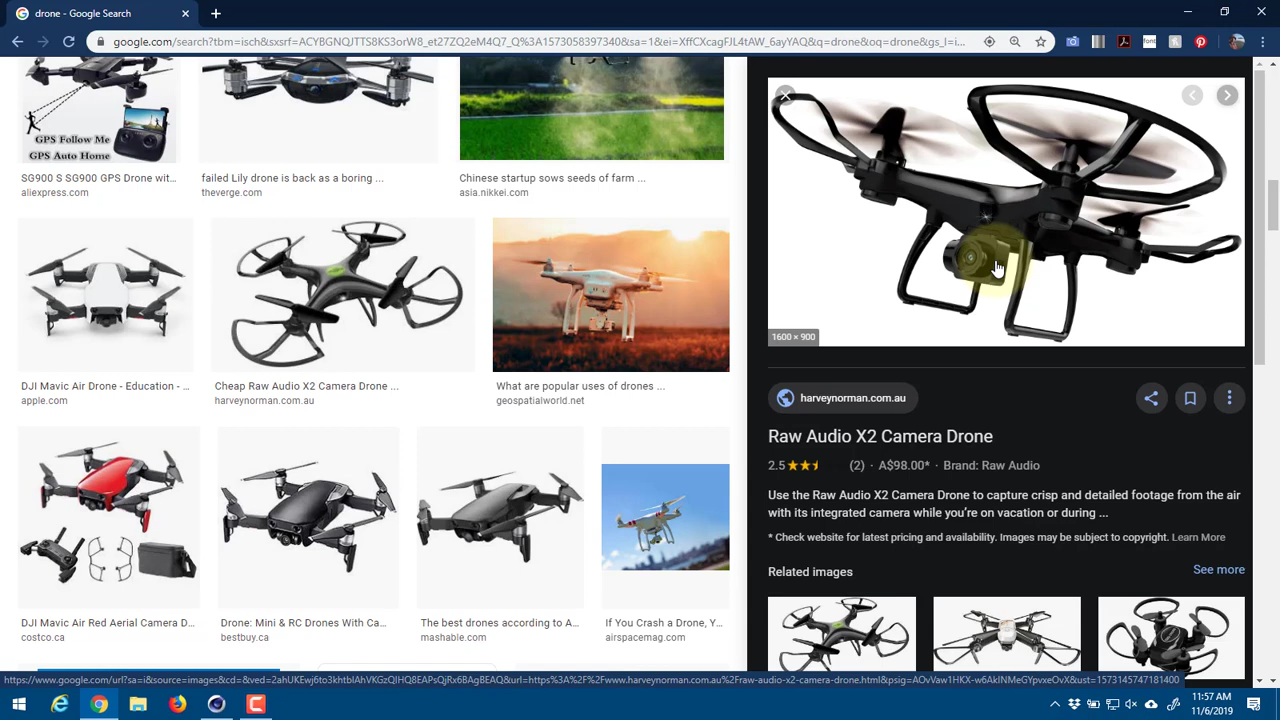 drone - Google Search
google.com/search?tbm=isch&sxsrf=ACYBGNQJTTS8KS3orW8_et27ZQ2eM4Q7_Q%3A1573058397340&sa=1&ei=XffCXcagFJL4tAW_6ayYAQ&q=drone&oq=drone&gs_l=i...
GPS Follow Me
GPS Auto Home
SG900 S SG900 GPS Drone wit...
aliexpress.com
failed Lily drone is back as a boring ...
theverge.com
Chinese startup sows seeds of farm ...
asia.nikkei.com
DJI Mavic Air Drone - Education - ...
apple.com
Cheap Raw Audio X2 Camera Drone ...
harveynorman.com.au
What are popular uses of drones ...
geospatialworld.net
DJI Mavic Air Red Aerial Camera D...
costco.ca
Drone: Mini & RC Drones With Ca...
bestbuy.ca
The best drones according to A...
mashable.com
If You Crash a Drone, Y...
airspacemag.com
1600 × 900
harveynorman.com.au
Raw Audio X2 Camera Drone
2.5 (2) · A$98.00* · Brand: Raw Audio
Use the Raw Audio X2 Camera Drone to capture crisp and detailed footage from the air
with its integrated camera while you're on vacation or during ...
* Check website for latest pricing and availability. Images may be subject to copyright. Learn More
Related images
See more
11:57 AM
11/6/2019